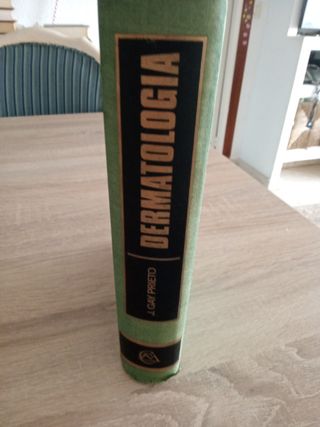 DERMATOLOGIA
J. GAY PRIETO